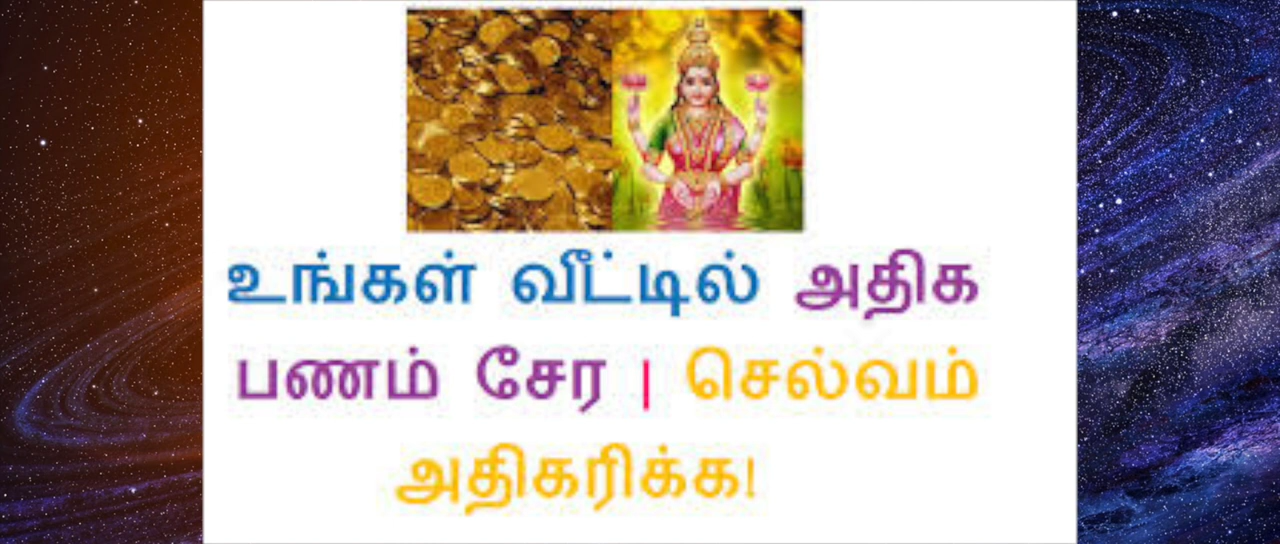 உங்கள் வீட்டில் அதிக
பணம் சேர | செல்வம்
அதிகரிக்க!